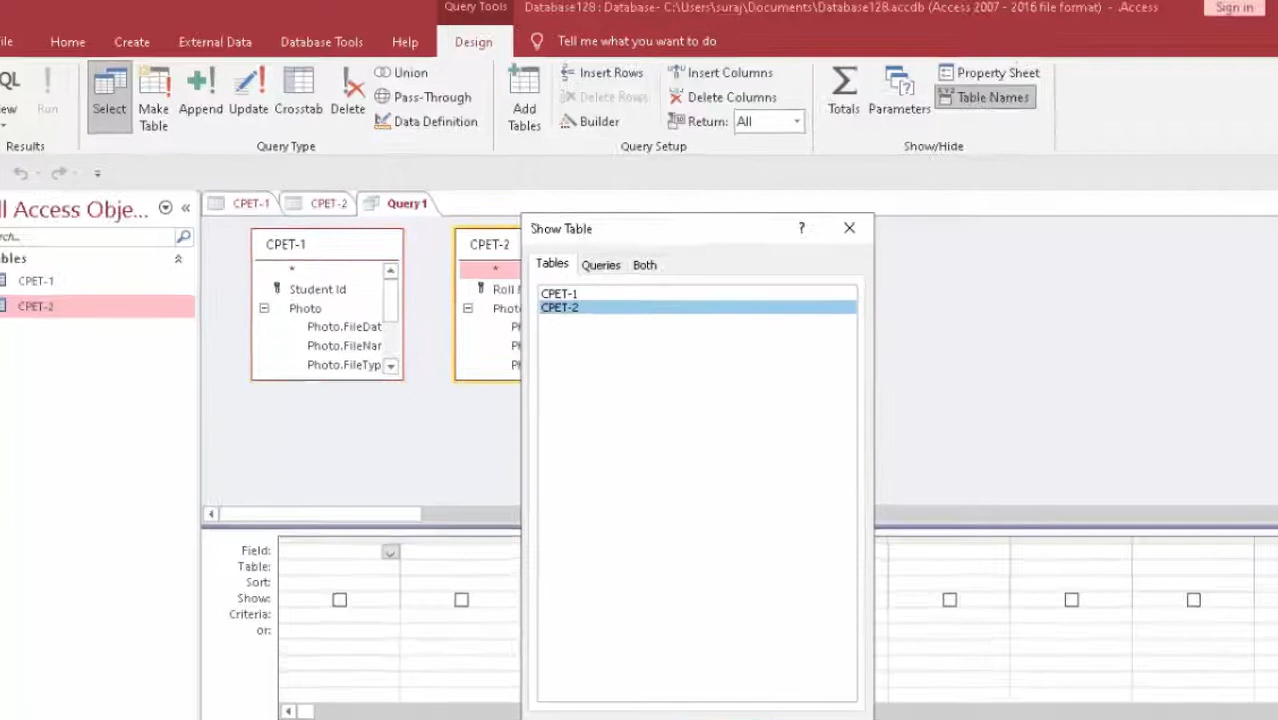 Query Tools
Database128 : Database- C:\Users\suraj\Documents\Database128.accdb (Access 2007 - 2016 file format) - .Access
Sign in
ile
Home
Create
External Data
Database Tools
Help
Design
Tell me what you want to do
QL
ew
Run
Select
Make
Table
Append
Update
Crosstab
Delete
Union
Pass-Through
Data Definition
Add
Tables
Insert Rows
Delete Rows
Builder
Insert Columns
Delete Columns
Return: All
Totals
Parameters
Property Sheet
Table Names
Results
Query Type
Query Setup
Show/Hide
ll Access Obje...
rch...
bles
CPET-1
CPET-2
CPET-1
CPET-2
Query1
CPET-1
*
Student Id
Photo
Photo.FileDat
Photo.FileNar
Photo.FileTyp
CPET-2
*
Roll
Phot
P
P
P
Show Table
?
Tables
Queries
Both
CPET-1
CPET-2
Field:
Table:
Sort:
Show:
Criteria:
or: